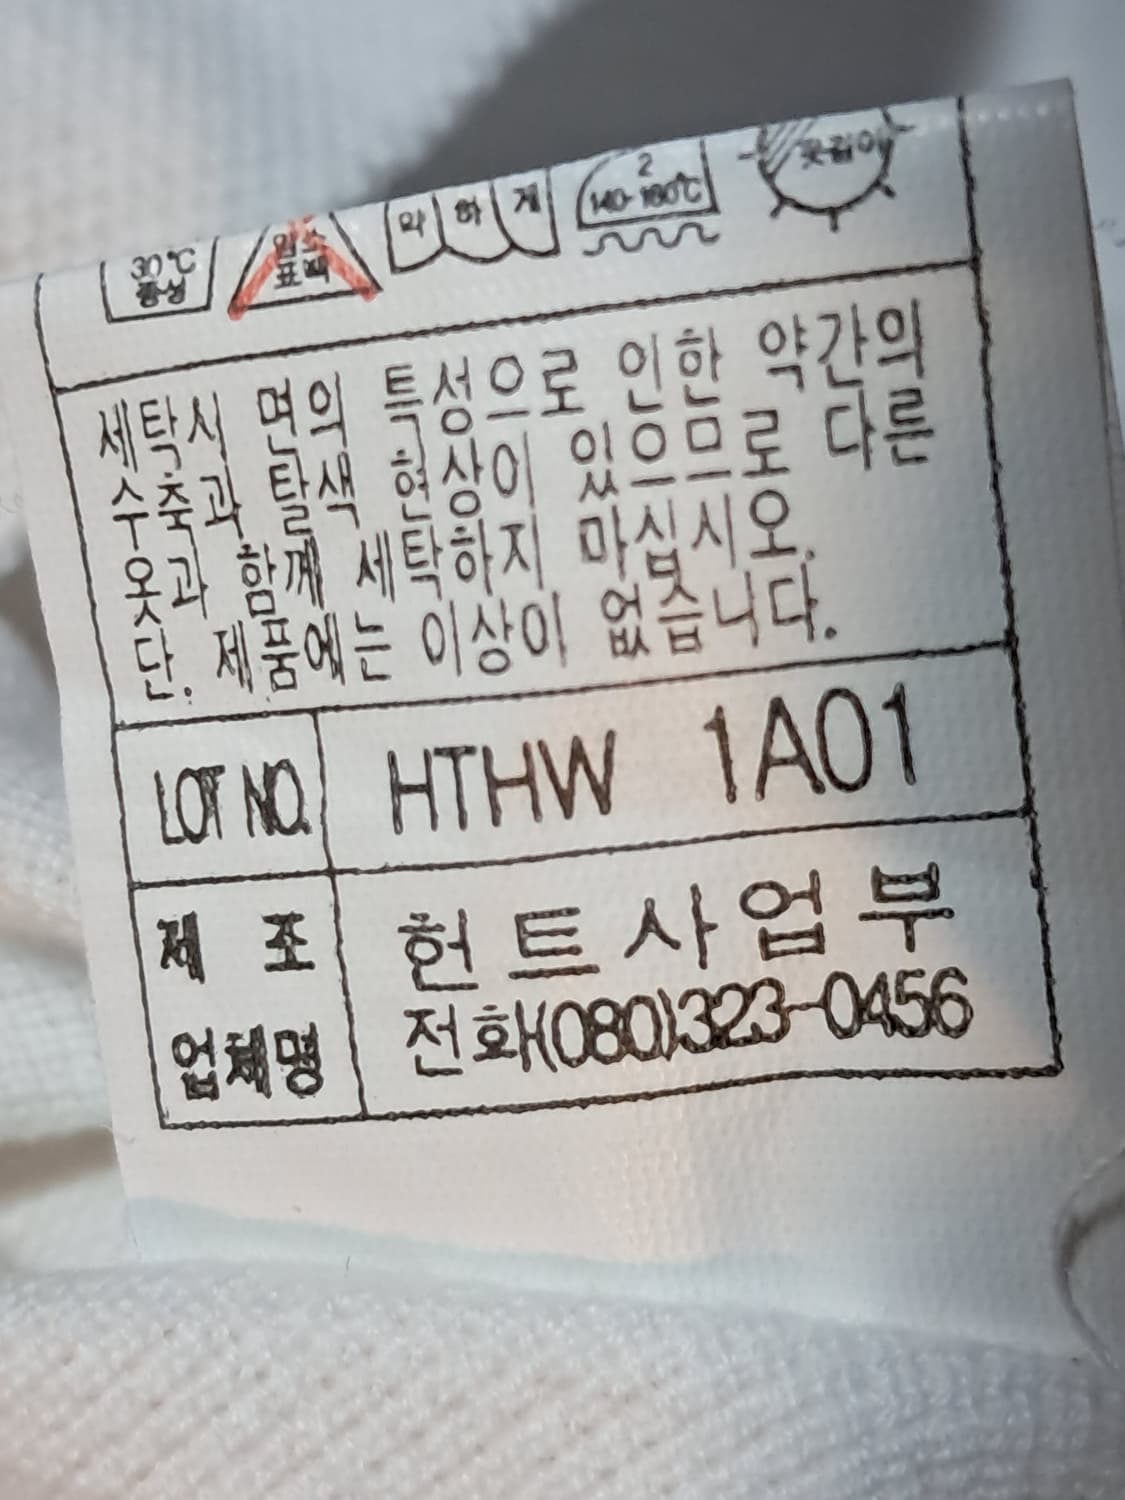 30℃
중성
염소
표백
약하게
2
140-160℃
옷걸이
세탁시 면의 특성으로 인한 약간의
수축과 탈색 현상이 있으므로 다른
옷과 함께 세탁하지 마십시오.
단. 제품에는 이상이 없습니다.
LOT NO. HTHW 1A01
제 조 헌트사업부
업체명 전화(080)323-0456